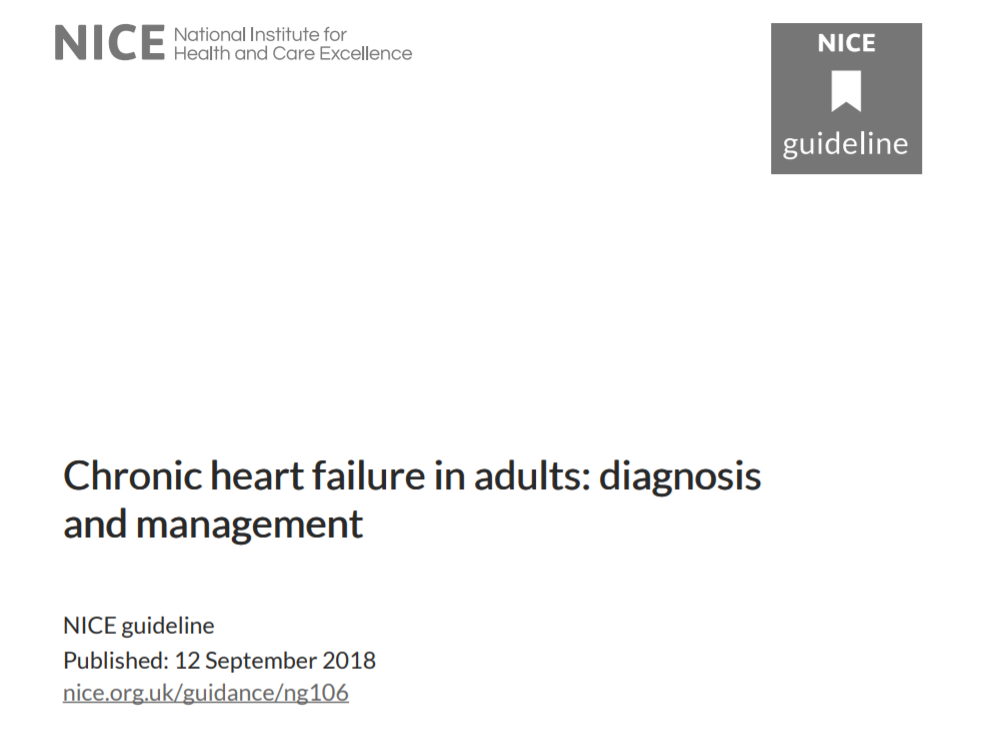 NICE National Institute for
Health and Care Excellence
NICE
guideline
Chronic heart failure in adults: diagnosis
and management
NICE guideline
Published: 12 September 2018
nice.org.uk/guidance/ng106